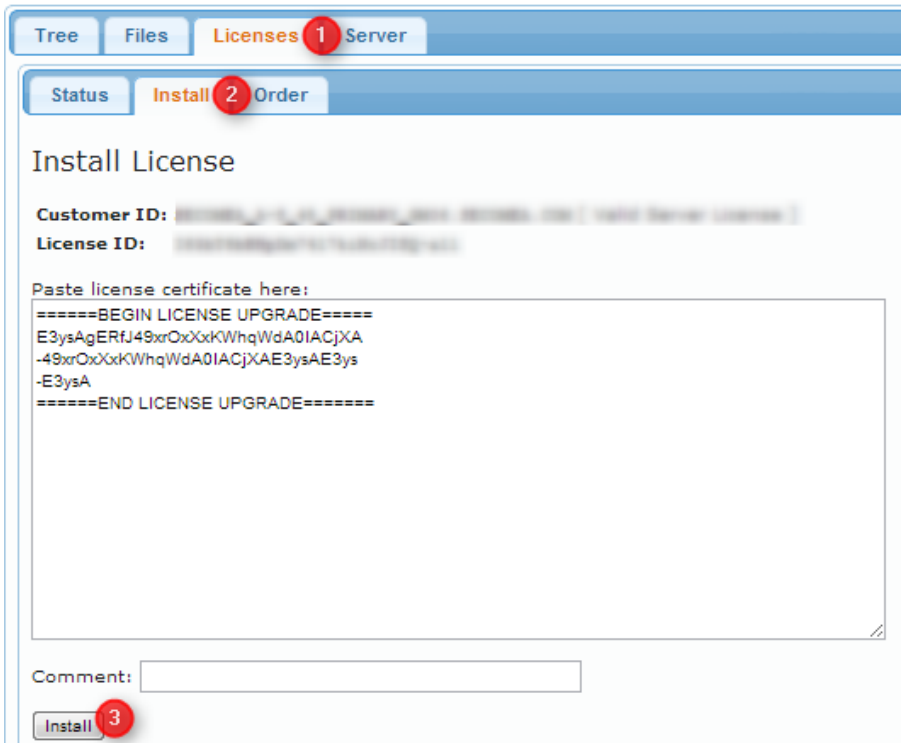 Tree Files Licenses 1 Server
Status Install 2 Order
Install License
Customer ID:
License ID:
Paste license certificate here:
======BEGIN LICENSE UPGRADE=====
E3ysAgERfJ49xrOxXxKWhqWdA0IACjXA
-49xrOxXxKWhqWdA0IACjXAE3ysAE3ys
-E3ysA
======END LICENSE UPGRADE=======
Comment:
Install 3